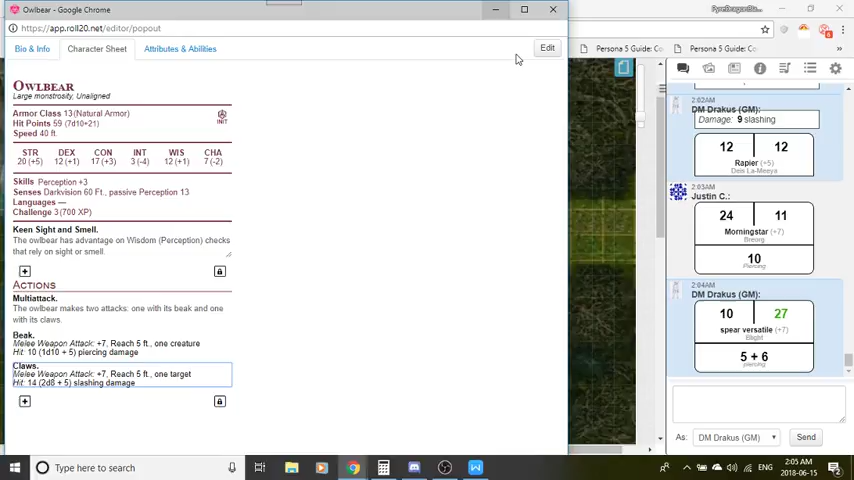 Owlbear - Google Chrome
https://app.roll20.net/editor/popout
Bio & Info
Character Sheet
Attributes & Abilities
Edit
OWLBEAR
Large monstrosity, Unaligned
Armor Class 13 (Natural Armor)
Hit Points 59 (7d10+21)
Speed 40 ft.
INIT
STR DEX CON INT WIS CHA
20 (+5) 12 (+1) 17 (+3) 3 (-4) 12 (+1) 7 (-2)
Skills Perception +3
Senses Darkvision 60 Ft., passive Perception 13
Languages —
Challenge 3 (700 XP)
Keen Sight and Smell.
The owlbear has advantage on Wisdom (Perception) checks
that rely on sight or smell.
ACTIONS
Multiattack.
The owlbear makes two attacks: one with its beak and one
with its claws.
Beak.
Melee Weapon Attack: +7, Reach 5 ft., one creature
Hit: 10 (1d10 + 5) piercing damage
Claws.
Melee Weapon Attack: +7, Reach 5 ft., one target
Hit: 14 (2d8 + 5) slashing damage
Persona 5 Guide: Co
Persona 5 Guide: Co
2:02AM
DM Drakus (GM):
Damage: 9 slashing
12 12
Rapier (+5)
Deis La-Meeya
2:03AM
Justin C.:
24 11
Morningstar (+7)
10
Piercing
2:04AM
DM Drakus (GM):
10 27
spear versatile (+7)
Blight
5 + 6
piercing
As: DM Drakus (GM) Send
Type here to search
ENG
2:05 AM
2018-06-15